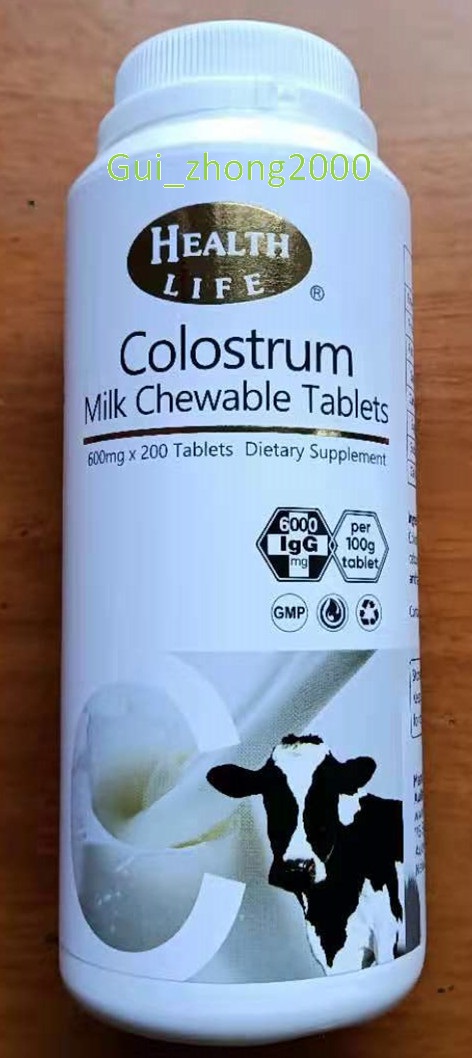 Gui_zhong2000
HEALTH
LIFE
®
Colostrum
Milk Chewable Tablets
600mg x 200 Tablets Dietary Supplement
6000
IgG
mg
per
100g
tablet
GMP